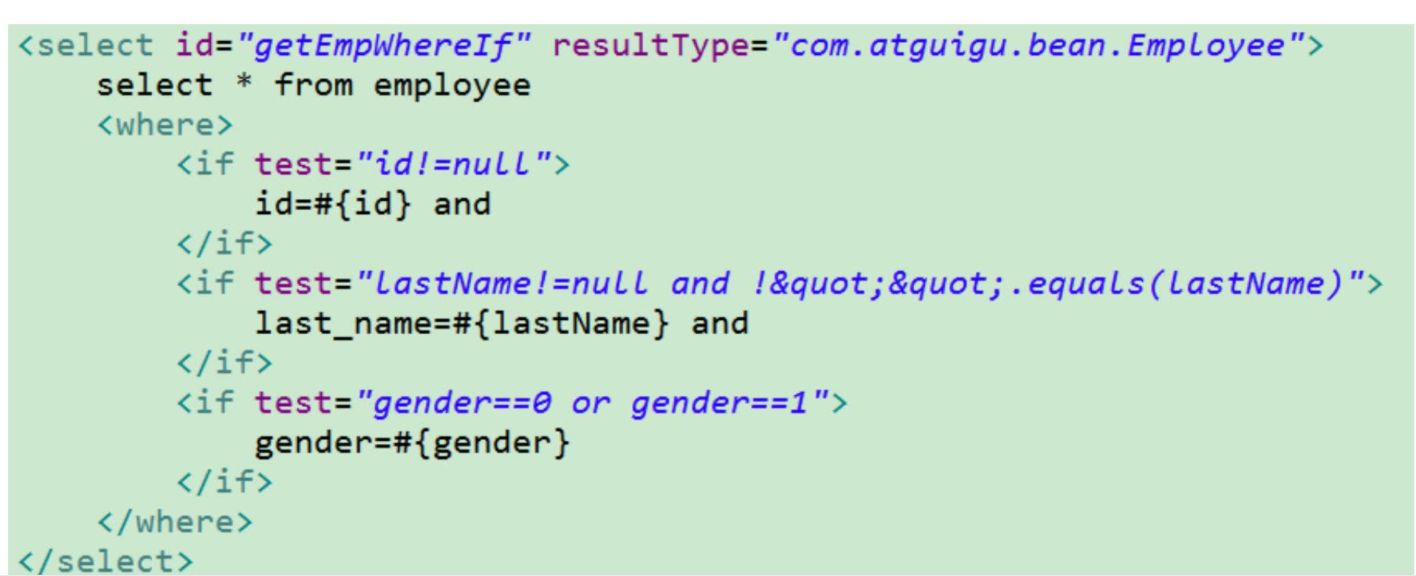 <select id="getEmpWhereIf" resultType="com.atguigu.bean.Employee">
    select * from employee
    <where>
        <if test="id!=null">
            id=#{id} and
        </if>
        <if test="lastName!=null and !&quot;&quot;.equals(lastName)">
            last_name=#{lastName} and
        </if>
        <if test="gender==0 or gender==1">
            gender=#{gender}
        </if>
    </where>
</select>